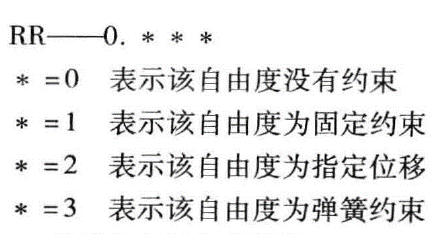 RR——0. * * *
* =0 表示该自由度没有约束
* =1 表示该自由度为固定约束
* =2 表示该自由度为指定位移
* =3 表示该自由度为弹簧约束